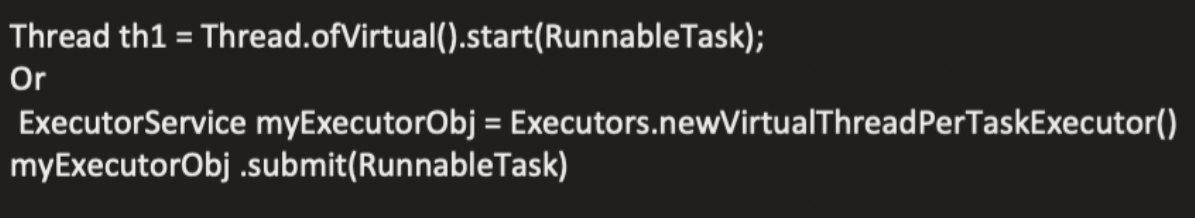 Thread th1 = Thread.ofVirtual().start(RunnableTask);
Or
ExecutorService myExecutorObj = Executors.newVirtualThreadPerTaskExecutor()
myExecutorObj .submit(RunnableTask)